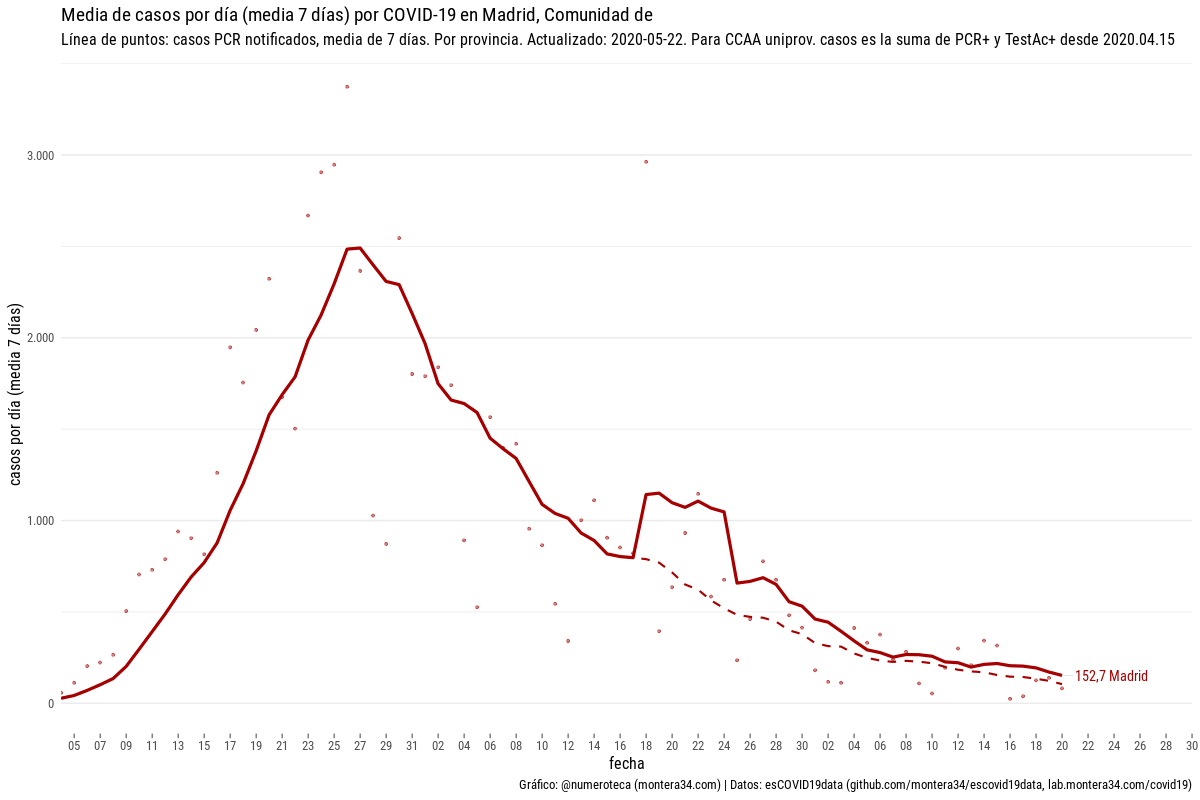 Media de casos por día (media 7 días) por COVID-19 en Madrid, Comunidad de
Línea de puntos: casos PCR notificados, media de 7 días. Por provincia. Actualizado: 2020-05-22. Para CCAA uniprov. casos es la suma de PCR+ y TestAc+ desde 2020.04.15
casos por día (media 7 días)
3.000
2.000
1.000
0
152,7 Madrid
05 07 09 11 13 15 17 19 21 23 25 27 29 31 02 04 06 08 10 12 14 16 18 20 22 24 26 28 30 02 04 06 08 10 12 14 16 18 20 22 24 26 28 30
fecha
Gráfico: @numeroteca (montera34.com) | Datos: esCOVID19data (github.com/montera34/escovid19data, lab.montera34.com/covid19)